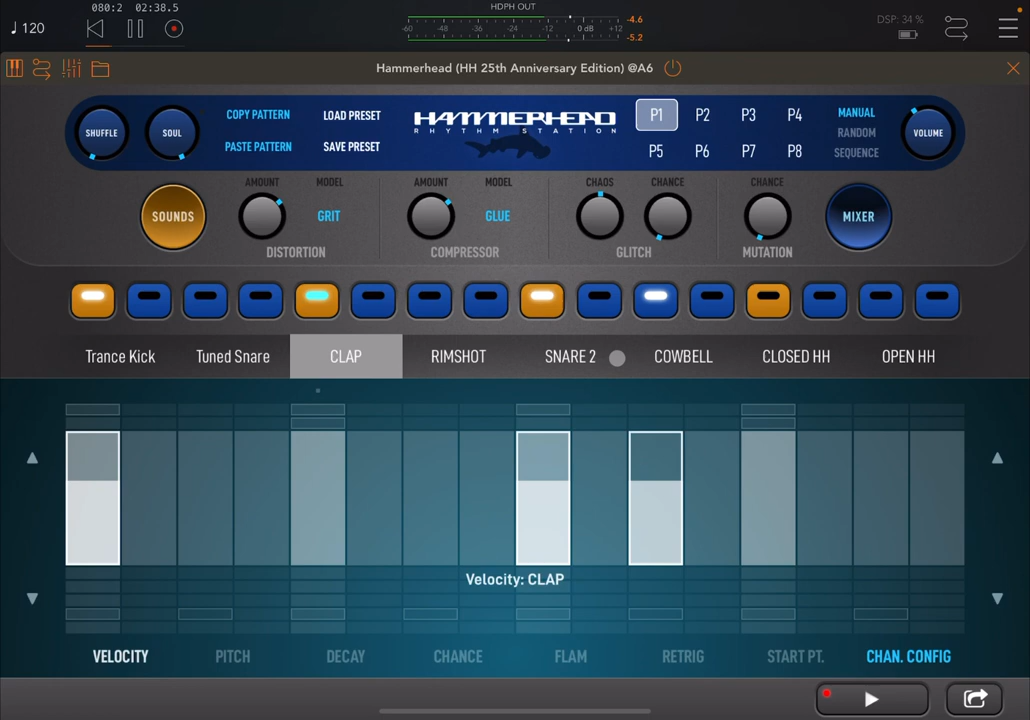 080:2 02:38.5
HDPH OUT
♩120
-60 -48 -36 -24 -12 0 dB +12
-4.6
-5.2
DSP: 34 %
Hammerhead (HH 25th Anniversary Edition) @A6
SHUFFLE
SOUL
COPY PATTERN
LOAD PRESET
PASTE PATTERN
SAVE PRESET
HAMMERHEAD
RHYTHM STATION
P1 P2 P3 P4
P5 P6 P7 P8
MANUAL
RANDOM
SEQUENCE
VOLUME
SOUNDS
AMOUNT MODEL
GRIT
DISTORTION
AMOUNT MODEL
GLUE
COMPRESSOR
CHAOS CHANCE
GLITCH
CHANCE
MUTATION
MIXER
Trance Kick Tuned Snare CLAP RIMSHOT SNARE 2 COWBELL CLOSED HH OPEN HH
Velocity: CLAP
VELOCITY PITCH DECAY CHANCE FLAM RETRIG START PT. CHAN. CONFIG